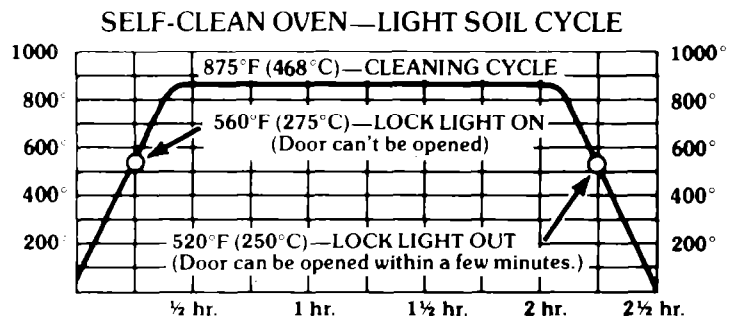 SELF-CLEAN OVEN—LIGHT SOIL CYCLE
1000 1000°
875°F (468°C)—CLEANING CYCLE
800° 800°
560°F (275°C)—LOCK LIGHT ON
(Door can't be opened)
600° 600°
400° 400°
520°F (250°C)—LOCK LIGHT OUT
200° 200°
(Door can be opened within a few minutes.)
½ hr. 1 hr. 1½ hr. 2 hr. 2½ hr.